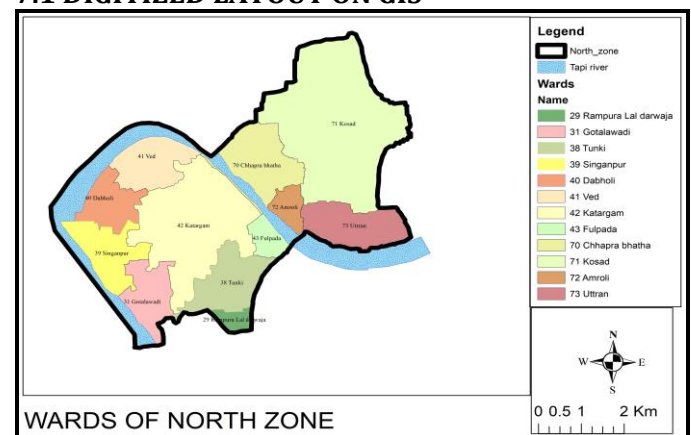 7.1 DIGITIZED LAYOUT ON GIS
71 Kosad
41 Ved
70 Chhapra bhatha
40 Dabholi
72 Amroli
42 Katargam
73 Uttran
43 Fulpada
39 Singanpur
38 Tunki
31 Gotalawadi
29 Rampura Lal darwaja
WARDS OF NORTH ZONE
Legend
North_zone
Tapi river
Wards
Name
29 Rampura Lal darwaja
31 Gotalawadi
38 Tunki
39 Singanpur
40 Dabholi
41 Ved
42 Katargam
43 Fulpada
70 Chhapra bhatha
71 Kosad
72 Amroli
73 Uttran
N
W E
S
0 0.5 1 2 Km